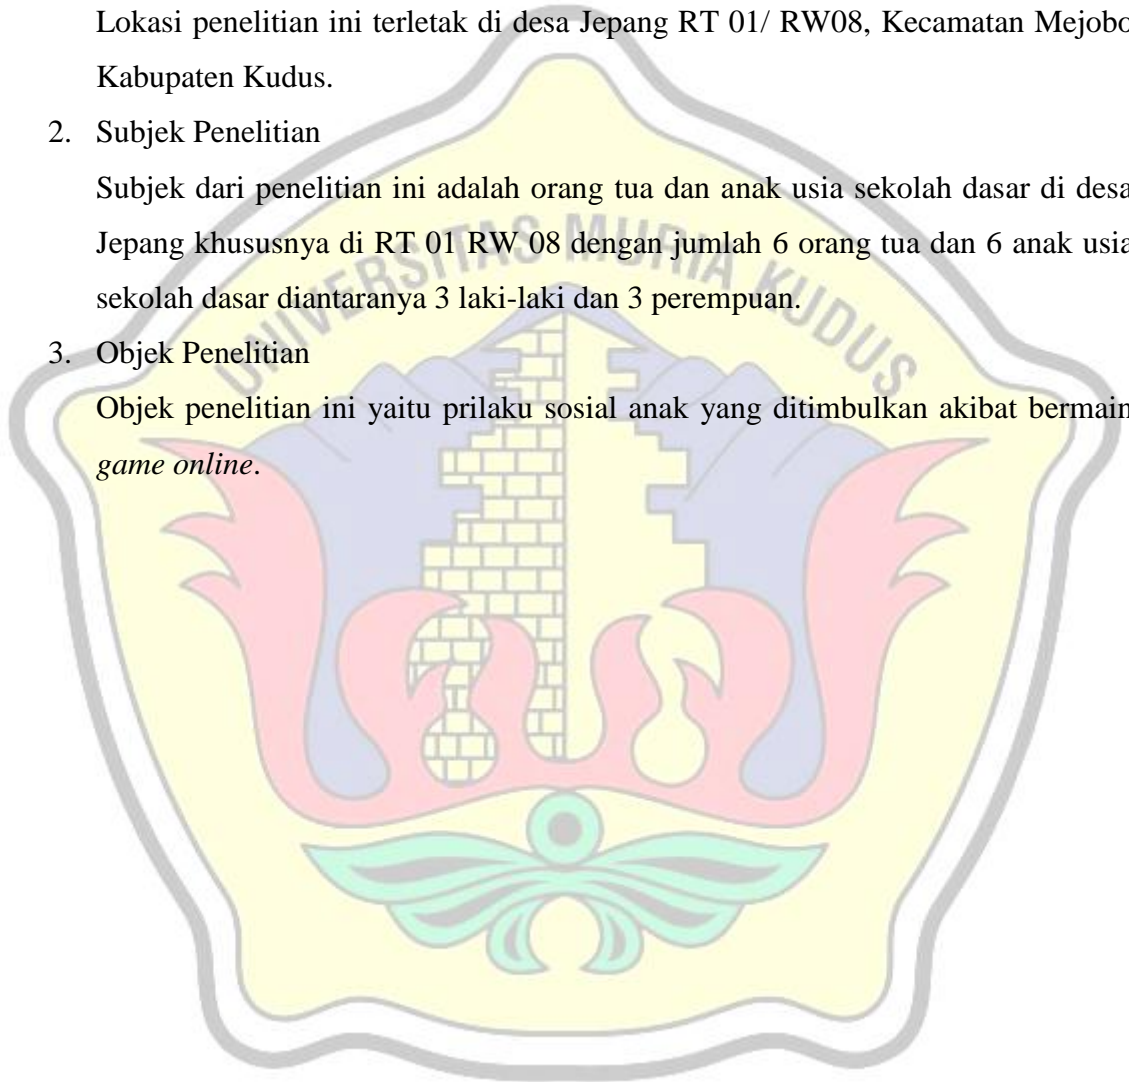 Lokasi penelitian ini terletak di desa Jepang RT 01/ RW08, Kecamatan Mejobo
Kabupaten Kudus.
2. Subjek Penelitian
Subjek dari penelitian ini adalah orang tua dan anak usia sekolah dasar di desa
Jepang khususnya di RT 01 RW 08 dengan jumlah 6 orang tua dan 6 anak usia
sekolah dasar diantaranya 3 laki-laki dan 3 perempuan.
3. Objek Penelitian
Objek penelitian ini yaitu prilaku sosial anak yang ditimbulkan akibat bermain
game online.
UNIVERSITAS MURIA KUDUS